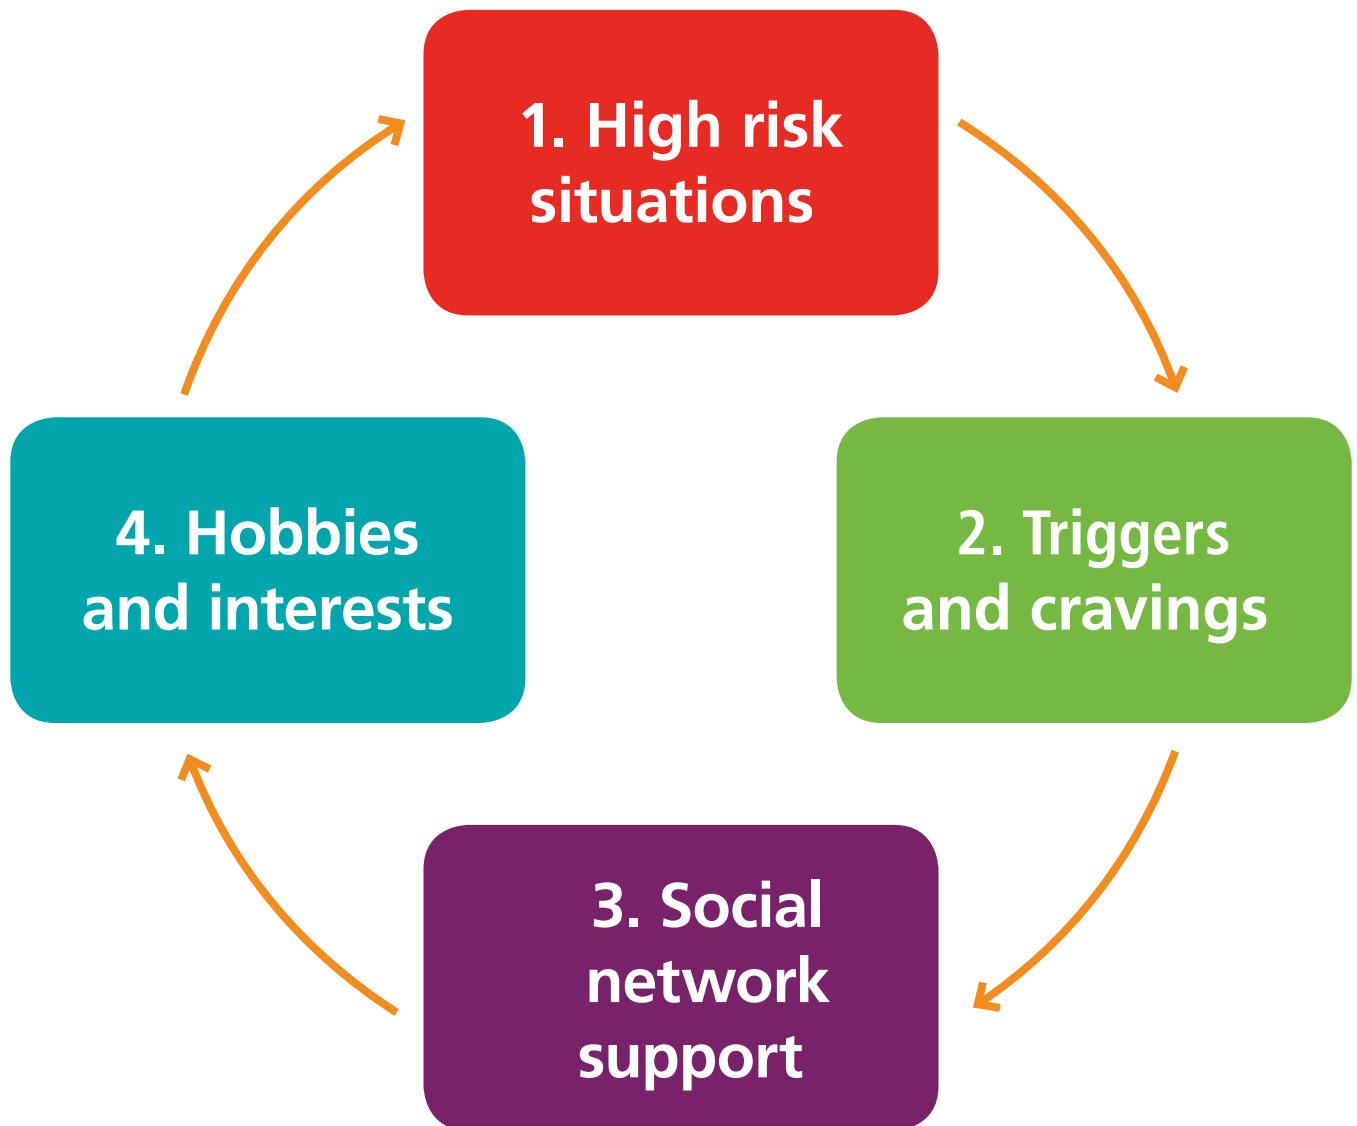 1. High risk
situations
2. Triggers
and cravings
3. Social
network
support
4. Hobbies
and interests